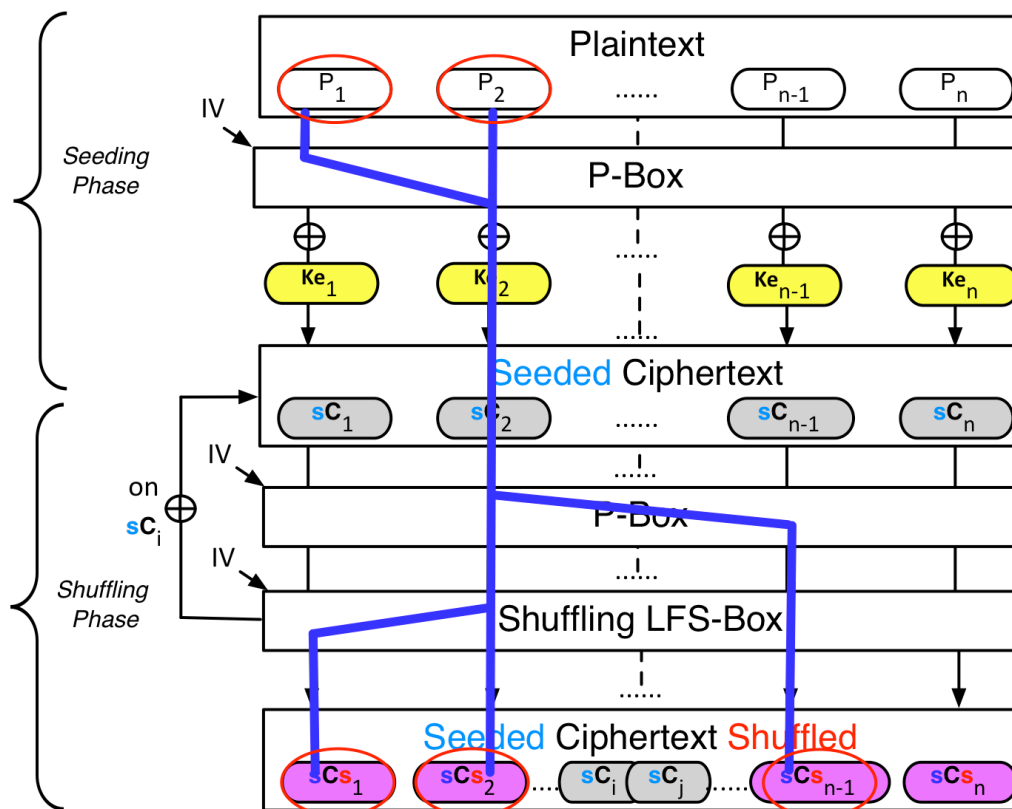 Plaintext
P1 P2 ...... Pn-1 Pn
IV
Seeding
Phase
P-Box
......
Ke1 Ke2 Ken-1 Ken
......
Seeded Ciphertext
sC1 sC2 ...... sCn-1 sCn
......
IV
on
sCi
P-Box
......
IV
Shuffling
Phase
Shuffling LFS-Box
......
Seeded Ciphertext Shuffled
sCs1 sCs2 ..... sCi sCj ...... sCsn-1 sCsn